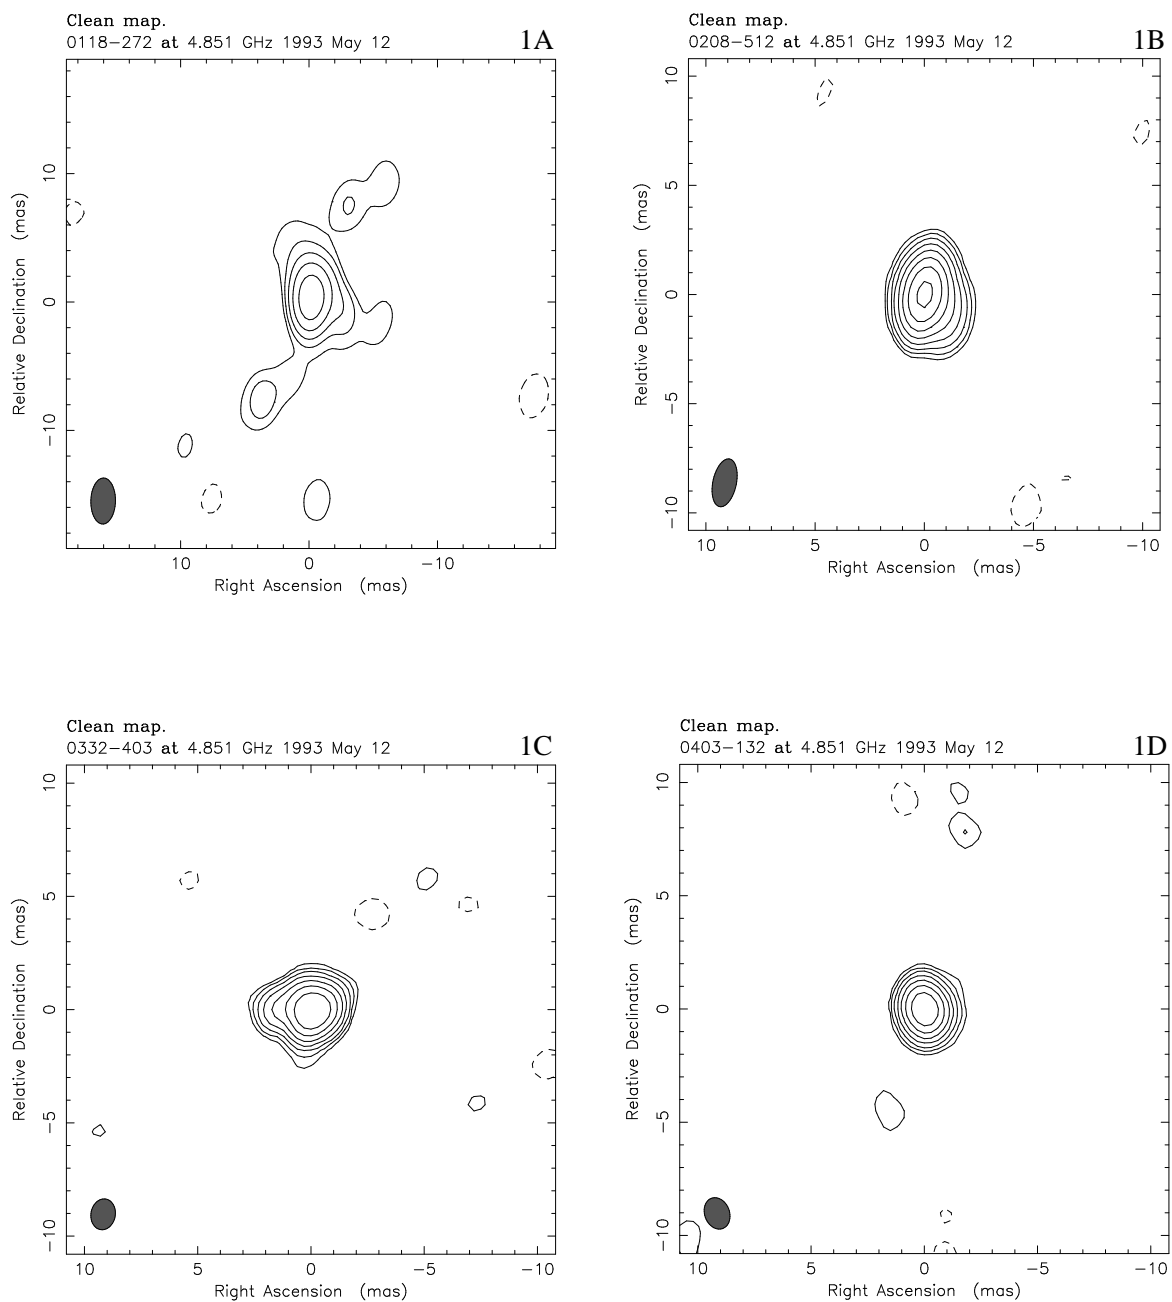 Clean map.
0118−272 at 4.851 GHz 1993 May 12
1A
Relative Declination (mas)
10
0
−10
10
0
−10
Right Ascension (mas)
Clean map.
0208−512 at 4.851 GHz 1993 May 12
1B
Relative Declination (mas)
10
5
0
−5
−10
10
5
0
−5
−10
Right Ascension (mas)
Clean map.
0332−403 at 4.851 GHz 1993 May 12
1C
Relative Declination (mas)
10
5
0
−5
−10
10
5
0
−5
−10
Right Ascension (mas)
Clean map.
0403−132 at 4.851 GHz 1993 May 12
1D
Relative Declination (mas)
10
5
0
−5
−10
10
5
0
−5
−10
Right Ascension (mas)